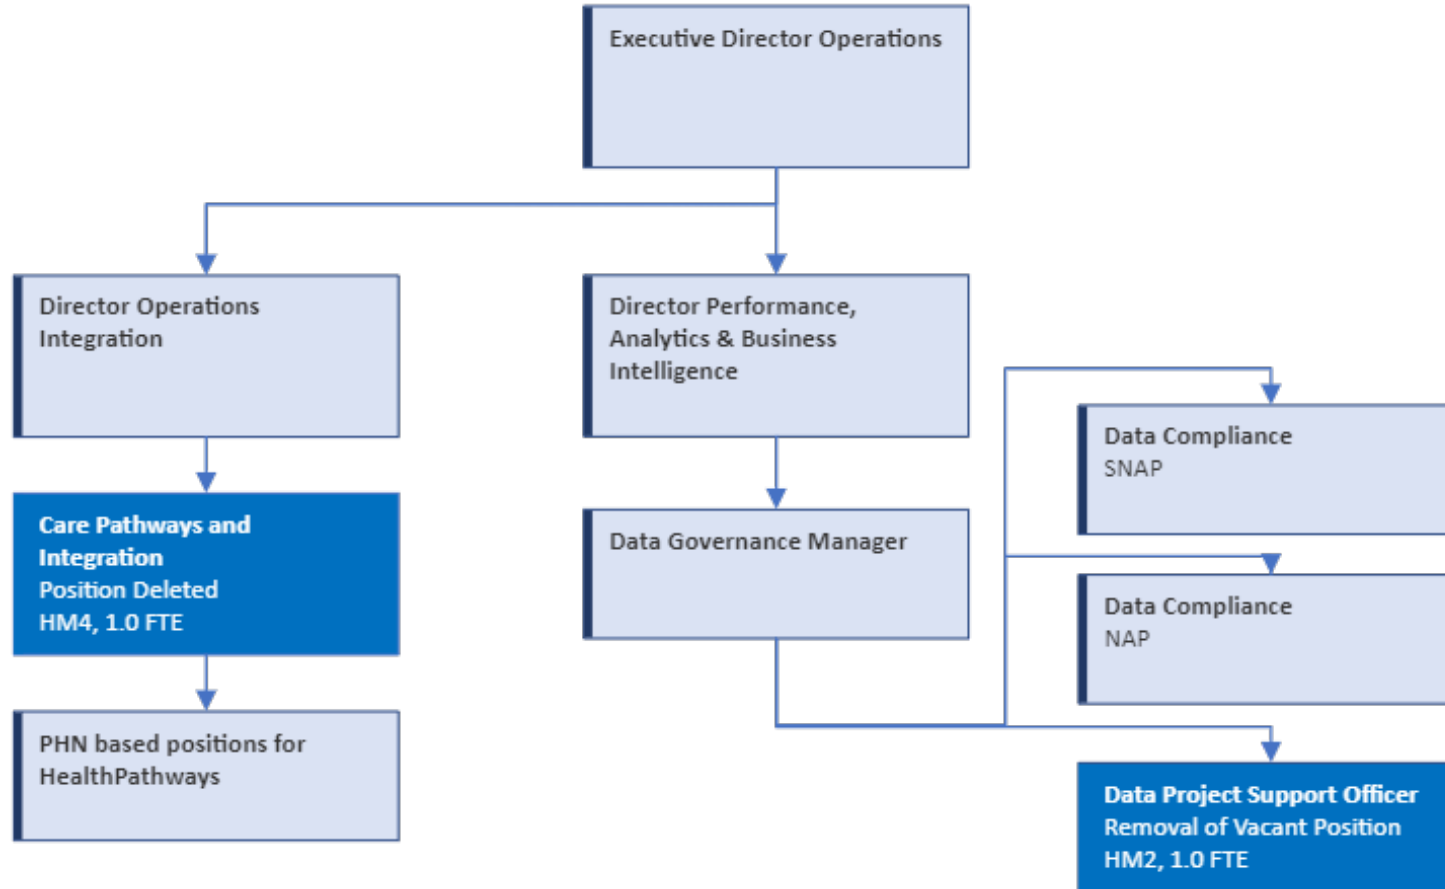 Executive Director Operations
Director Operations
Integration
Director Performance,
Analytics & Business
Intelligence
Data Compliance
SNAP
Care Pathways and
Integration
Position Deleted
HM4, 1.0 FTE
Data Governance Manager
Data Compliance
NAP
PHN based positions for
HealthPathways
Data Project Support Officer
Removal of Vacant Position
HM2, 1.0 FTE